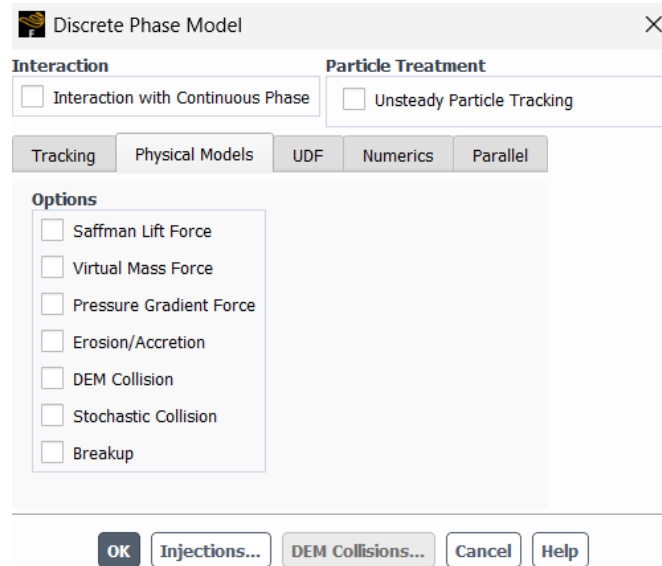 F
Discrete Phase Model
Interaction
Particle Treatment
Interaction with Continuous Phase
Unsteady Particle Tracking
Tracking Physical Models UDF Numerics Parallel
Options
Saffman Lift Force
Virtual Mass Force
Pressure Gradient Force
Erosion/Accretion
DEM Collision
Stochastic Collision
Breakup
OK Injections... DEM Collisions... Cancel Help